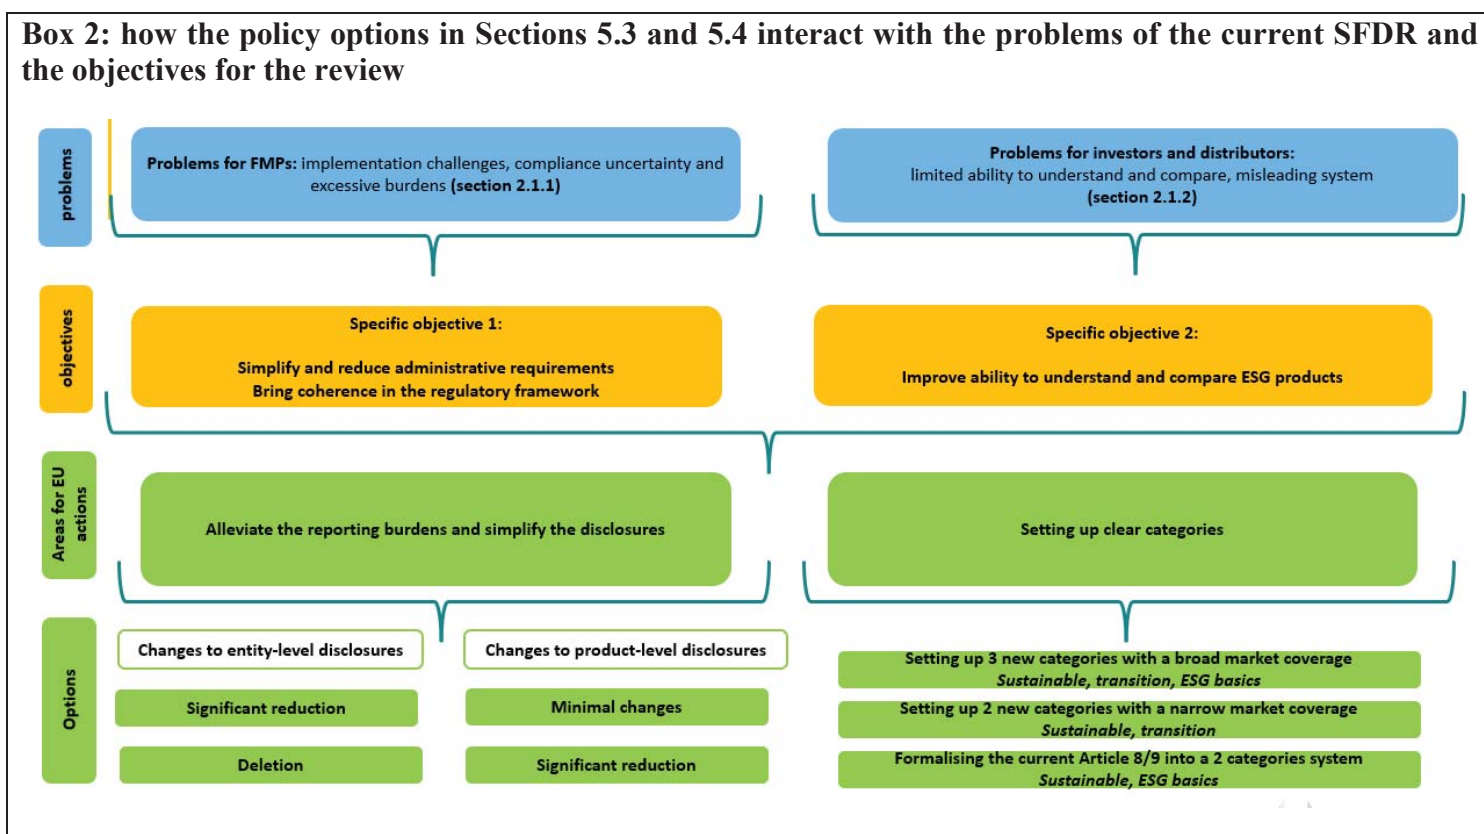 Box 2: how the policy options in Sections 5.3 and 5.4 interact with the problems of the current SFDR and
the objectives for the review
problems
Problems for FMPs: implementation challenges, compliance uncertainty and
excessive burdens (section 2.1.1)
Problems for investors and distributors:
limited ability to understand and compare, misleading system
(section 2.1.2)
objectives
Specific objective 1:
Simplify and reduce administrative requirements
Bring coherence in the regulatory framework
Specific objective 2:
Improve ability to understand and compare ESG products
Areas for EU
actions
Alleviate the reporting burdens and simplify the disclosures
Setting up clear categories
Options
Changes to entity-level disclosures
Significant reduction
Deletion
Changes to product-level disclosures
Minimal changes
Significant reduction
Setting up 3 new categories with a broad market coverage
Sustainable, transition, ESG basics
Setting up 2 new categories with a narrow market coverage
Sustainable, transition
Formalising the current Article 8/9 into a 2 categories system
Sustainable, ESG basics